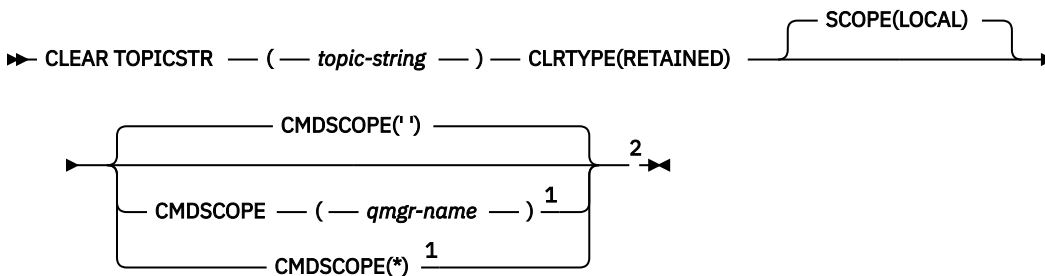 SCOPE(LOCAL)
CLEAR TOPICSTR ( topic-string ) CLRTYPE(RETAINED)
CMDSCOPE(' ')
2
CMDSCOPE ( qmgr-name ) 1
CMDSCOPE(*) 1